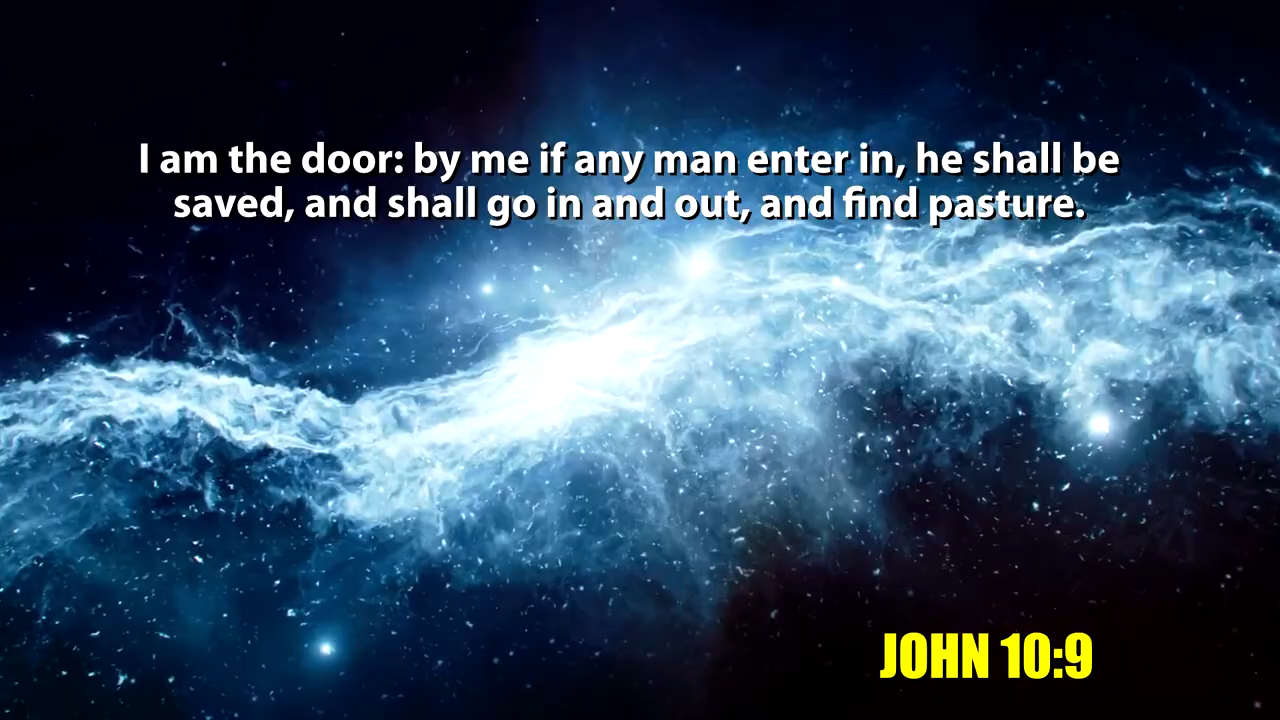 I am the door: by me if any man enter in, he shall be
saved, and shall go in and out, and find pasture.
JOHN 10:9